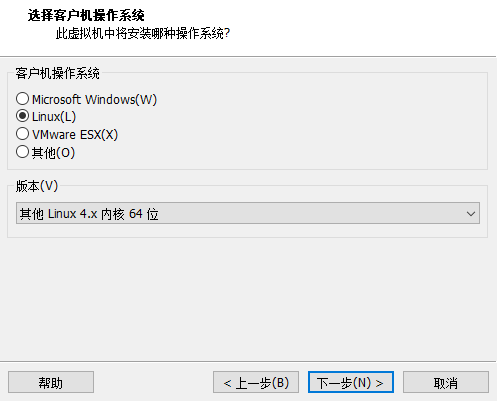 选择客户机操作系统
此虚拟机中将安装哪种操作系统?
客户机操作系统
Microsoft Windows(W)
Linux(L)
VMware ESX(X)
其他(O)
版本(V)
其他 Linux 4.x 内核 64 位
帮助
< 上一步(B)
下一步(N) >
取消